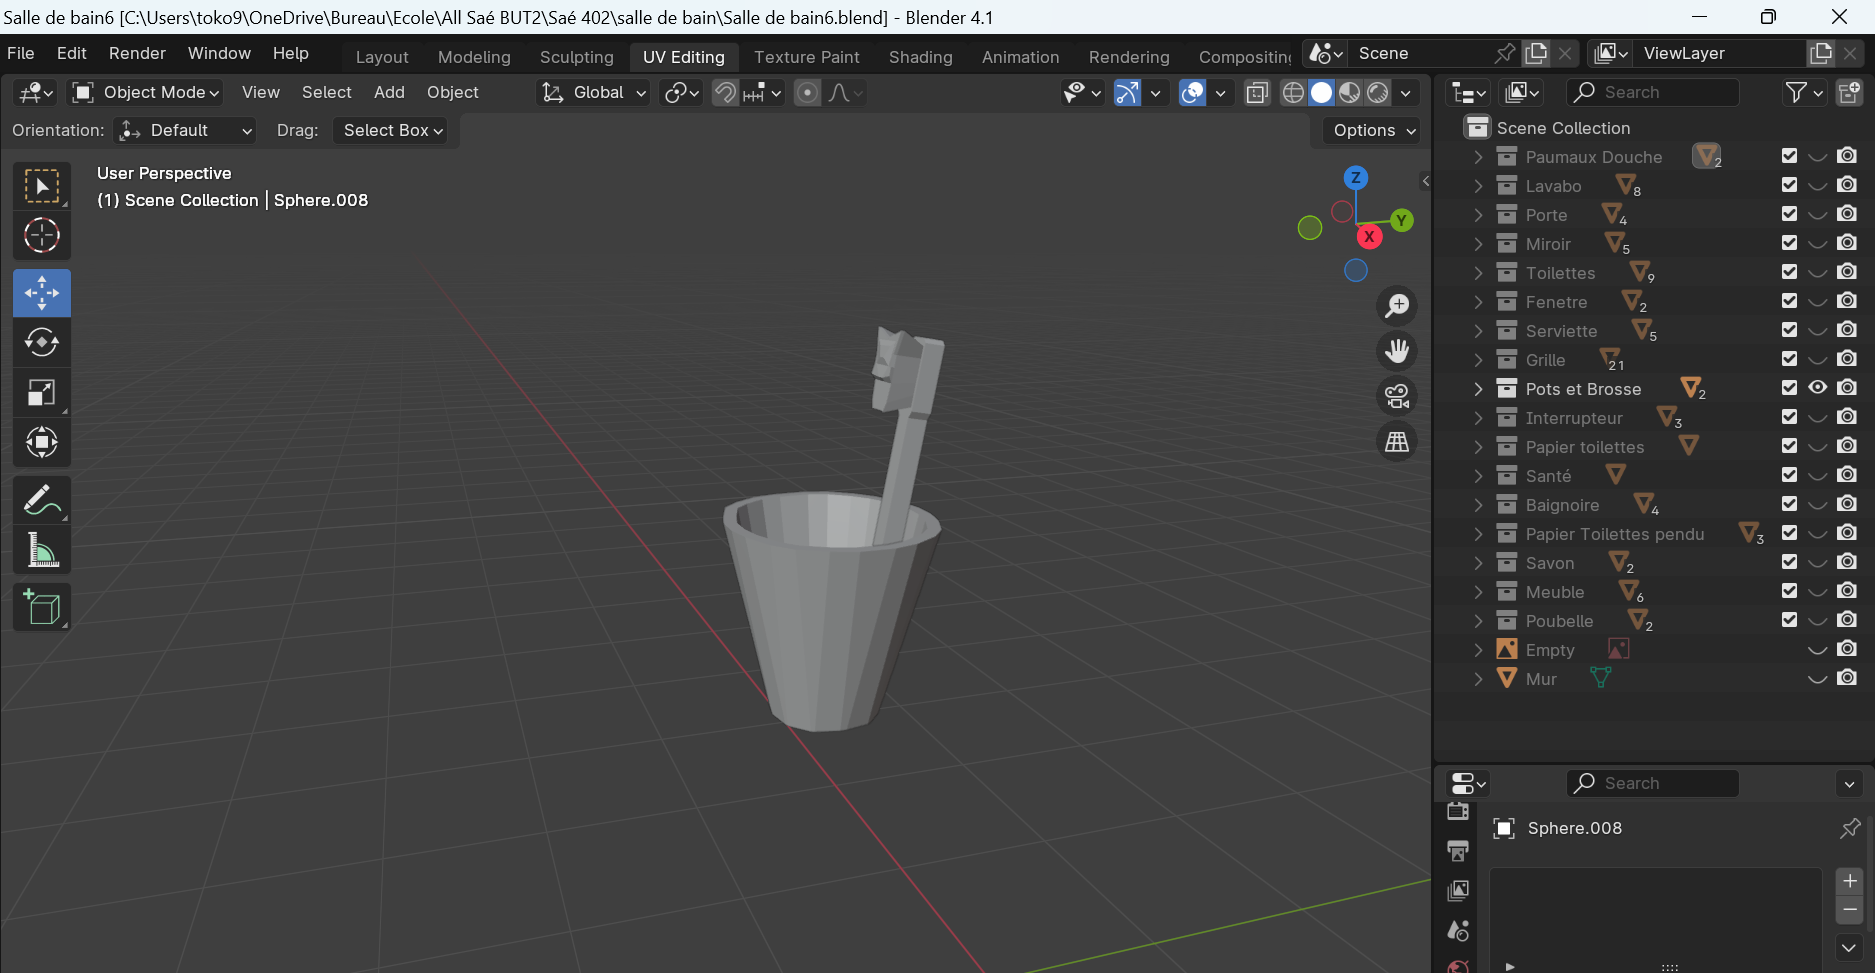 Salle de bain6 [C:\Users\toko9\OneDrive\Bureau\Ecole\All Saé BUT2\Saé 402\salle de bain\Salle de bain6.blend] - Blender 4.1
File Edit Render Window Help Layout Modeling Sculpting UV Editing Texture Paint Shading Animation Rendering Compositing Scene ViewLayer
Object Mode View Select Add Object Global Search
Orientation: Default Drag: Select Box Options
User Perspective
(1) Scene Collection | Sphere.008
Z
Y
X
Scene Collection
Paumaux Douche 2
Lavabo 8
Porte 4
Miroir 5
Toilettes 9
Fenetre 2
Serviette 5
Grille 21
Pots et Brosse 2
Interrupteur 3
Papier toilettes
Santé
Baignoire 4
Papier Toilettes pendu 3
Savon 2
Meuble 6
Poubelle 2
Empty
Mur
Search
Sphere.008